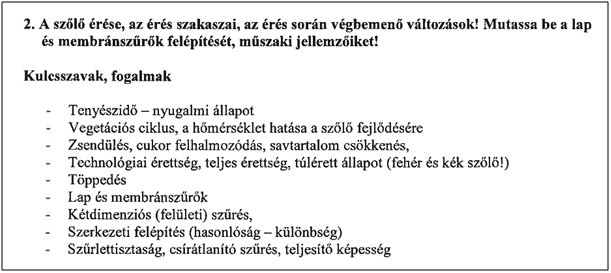 2. A szőlő érése, az érés szakaszai, az érés során végbemenő változások! Mutassa be a lap
és membránszűrők felépítését, műszaki jellemzőiket!
Kulcsszavak, fogalmak
- Tenyészidő – nyugalmi állapot
- Vegetációs ciklus, a hőmérséklet hatása a szőlő fejlődésére
- Zsendülés, cukor felhalmozódás, savtartalom csökkenés,
- Technológiai érettség, teljes érettség, túlérett állapot (fehér és kék szőlő!)
- Töppedés
- Lap és membránszűrők
- Kétdimenziós (felületi) szűrés,
- Szerkezeti felépítés (hasonlóság – különbség)
- Szűrlettisztaság, csírátlanító szűrés, teljesítő képesség